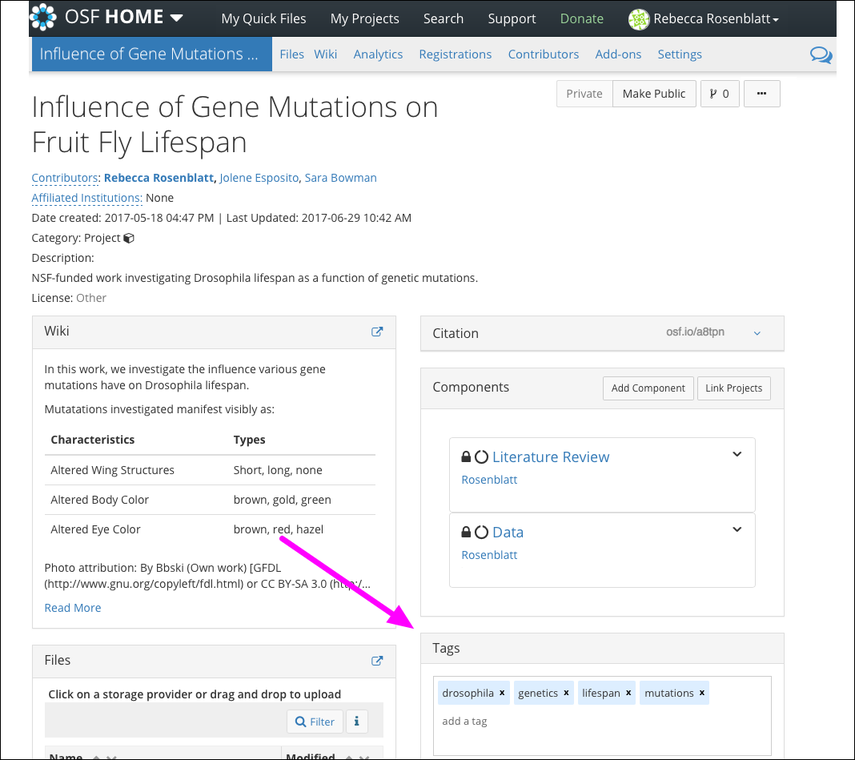 OSF HOME My Quick Files My Projects Search Support Donate Rebecca Rosenblatt
Influence of Gene Mutations ... Files Wiki Analytics Registrations Contributors Add-ons Settings
Private Make Public 0 ...
Influence of Gene Mutations on
Fruit Fly Lifespan
Contributors: Rebecca Rosenblatt, Jolene Esposito, Sara Bowman
Affiliated Institutions: None
Date created: 2017-05-18 04:47 PM | Last Updated: 2017-06-29 10:42 AM
Category: Project
Description:
NSF-funded work investigating Drosophila lifespan as a function of genetic mutations.
License: Other
Wiki
In this work, we investigate the influence various gene
mutations have on Drosophila lifespan.
Mutatations investigated manifest visibly as:
Characteristics Types
Altered Wing Structures Short, long, none
Altered Body Color brown, gold, green
Altered Eye Color brown, red, hazel
Photo attribution: By Bbski (Own work) [GFDL
(http://www.gnu.org/copyleft/fdl.html) or CC BY-SA 3.0 (http:/...
Read More
Files
Click on a storage provider or drag and drop to upload
Filter i
Name Modified
Citation osf.io/a8tpn
Components Add Component Link Projects
Literature Review
Rosenblatt
Data
Rosenblatt
Tags
drosophila x genetics x lifespan x mutations x
add a tag